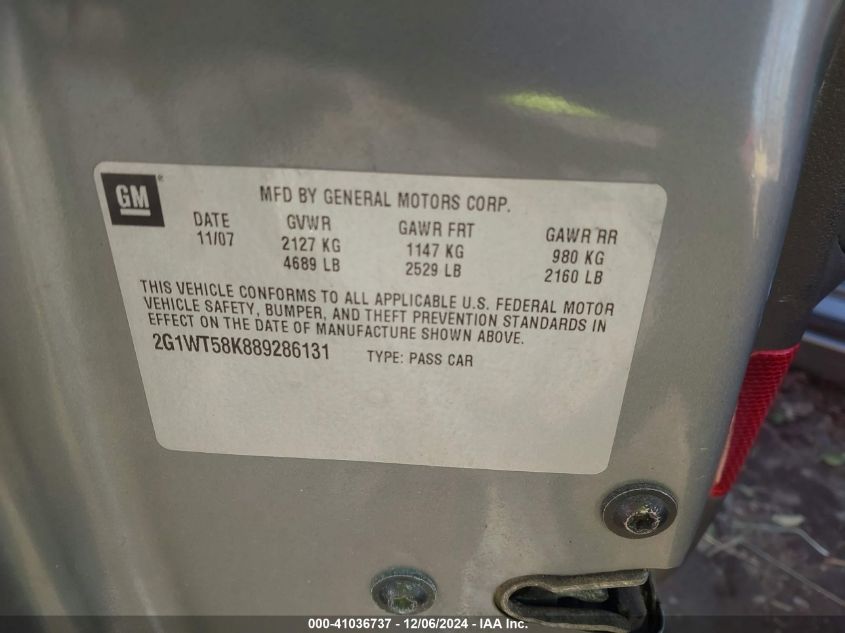 GM
MFD BY GENERAL MOTORS CORP.
DATE GVWR GAWR FRT GAWR RR
11/07 2127 KG 1147 KG 980 KG
4689 LB 2529 LB 2160 LB
THIS VEHICLE CONFORMS TO ALL APPLICABLE U.S. FEDERAL MOTOR
VEHICLE SAFETY, BUMPER, AND THEFT PREVENTION STANDARDS IN
EFFECT ON THE DATE OF MANUFACTURE SHOWN ABOVE.
2G1WT58K889286131 TYPE: PASS CAR
000-41036737 - 12/06/2024 - IAA Inc.